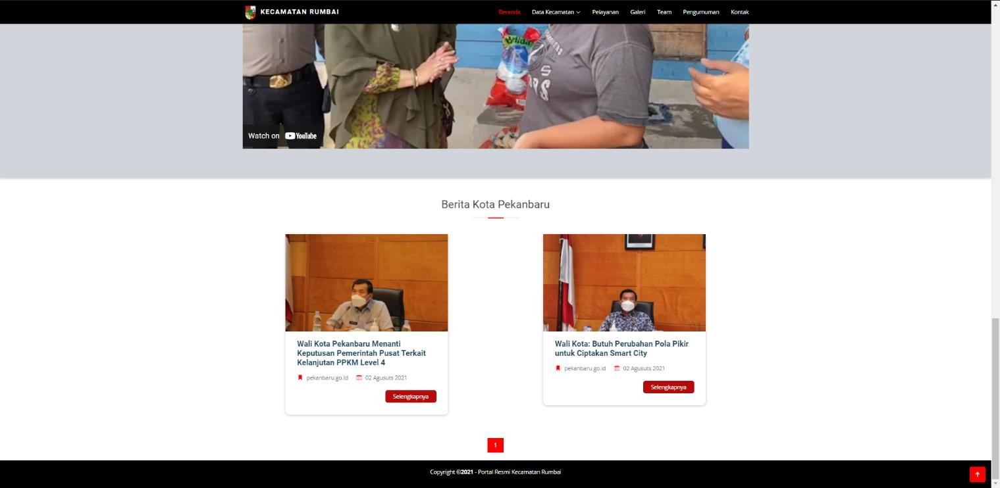 KECAMATAN RUMBAI
Beranda Data Kecamatan Pelayanan Galeri Team Pengumuman Kontak
Belida
Watch on YouTube
Berita Kota Pekanbaru
Wali Kota Pekanbaru Menanti
Keputusan Pemerintah Pusat Terkait
Kelanjutan PPKM Level 4
pekanbaru.go.id 02 Agusuts 2021
Selengkapnya
Wali Kota: Butuh Perubahan Pola Pikir
untuk Ciptakan Smart City
pekanbaru.go.id 02 Agusuts 2021
Selengkapnya
1
Copyright ©2021 - Portal Resmi Kecamatan Rumbai